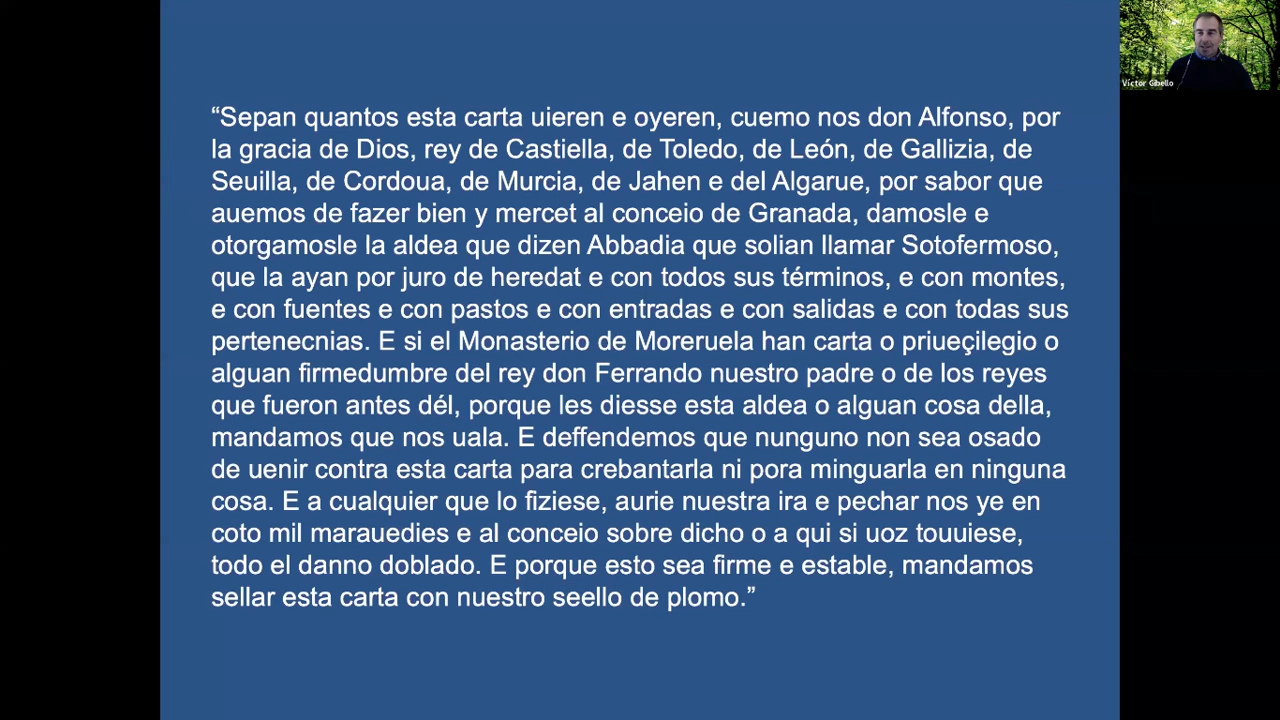 “Sepan quantos esta carta uieren e oyeren, cuemo nos don Alfonso, por
la gracia de Dios, rey de Castiella, de Toledo, de León, de Gallizia, de
Seuilla, de Cordoua, de Murcia, de Jahen e del Algarue, por sabor que
auemos de fazer bien y mercet al conceio de Granada, damosle e
otorgamosle la aldea que dizen Abbadia que solian llamar Sotofermoso,
que la ayan por juro de heredat e con todos sus términos, e con montes,
e con fuentes e con pastos e con entradas e con salidas e con todas sus
pertenecnias. E si el Monasterio de Moreruela han carta o priueçilegio o
alguan firmedumbre del rey don Ferrando nuestro padre o de los reyes
que fueron antes dél, porque les diesse esta aldea o alguan cosa della,
mandamos que nos uala. E deffendemos que nunguno non sea osado
de uenir contra esta carta para crebantarla ni pora minguarla en ninguna
cosa. E a cualquier que lo fiziese, aurie nuestra ira e pechar nos ye en
coto mil marauedies e al conceio sobre dicho o a qui si uoz touuiese,
todo el danno doblado. E porque esto sea firme e estable, mandamos
sellar esta carta con nuestro seello de plomo.”
Víctor Gibello